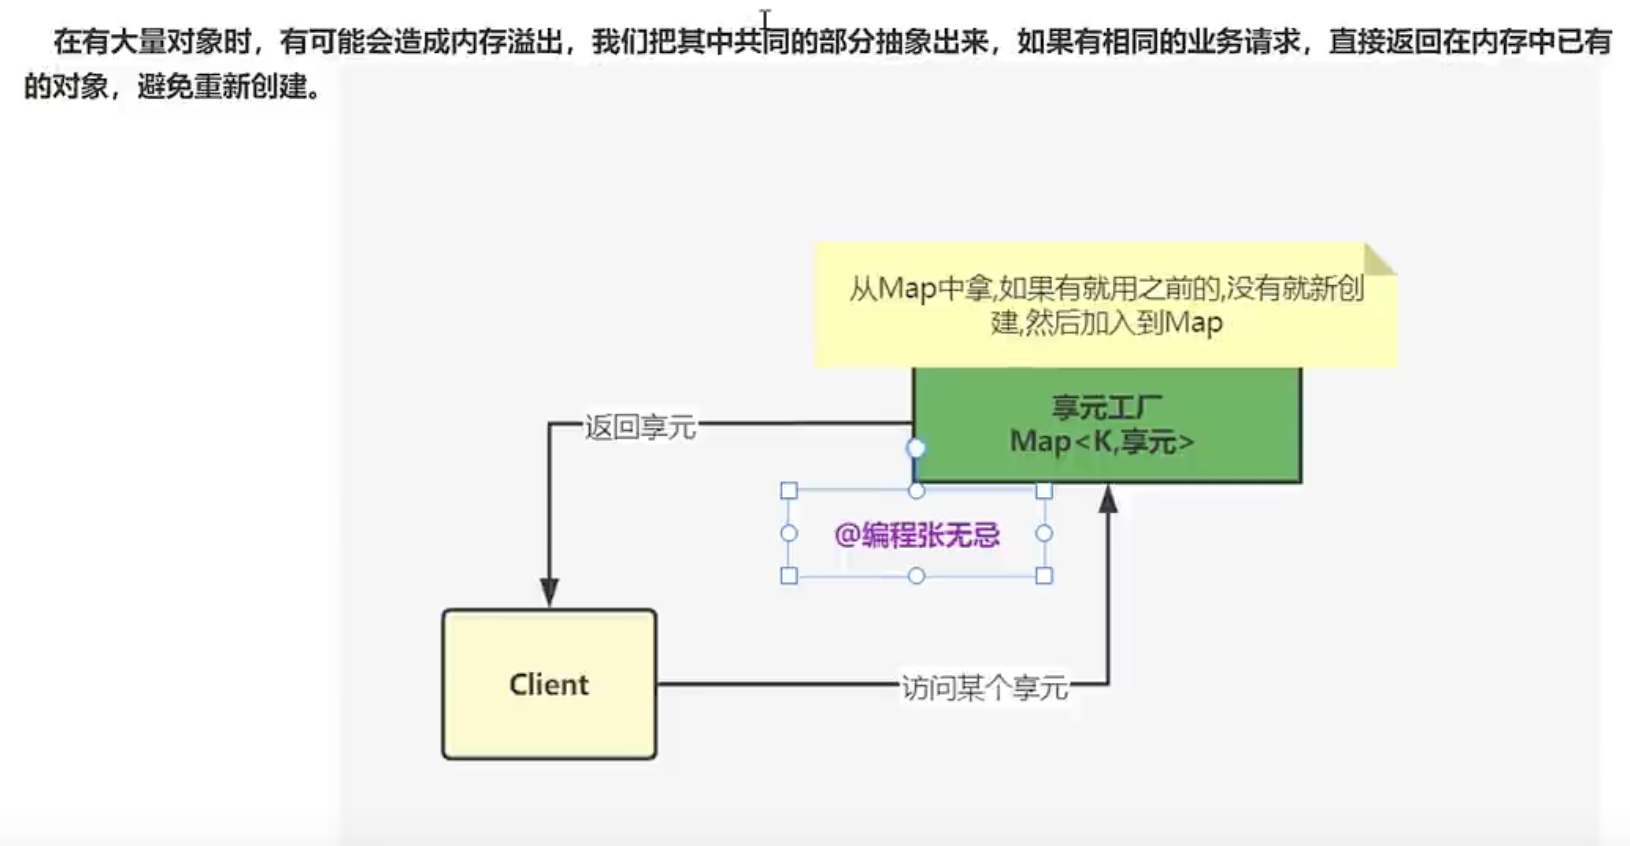 在有大量对象时，有可能会造成内存溢出，我们把其中共同的部分抽象出来，如果有相同的业务请求，直接返回在内存中已有
的对象，避免重新创建。
从Map中拿,如果有就用之前的,没有就新创
建,然后加入到Map
享元工厂
Map<K,享元>
返回享元
@编程张无忌
Client
访问某个享元